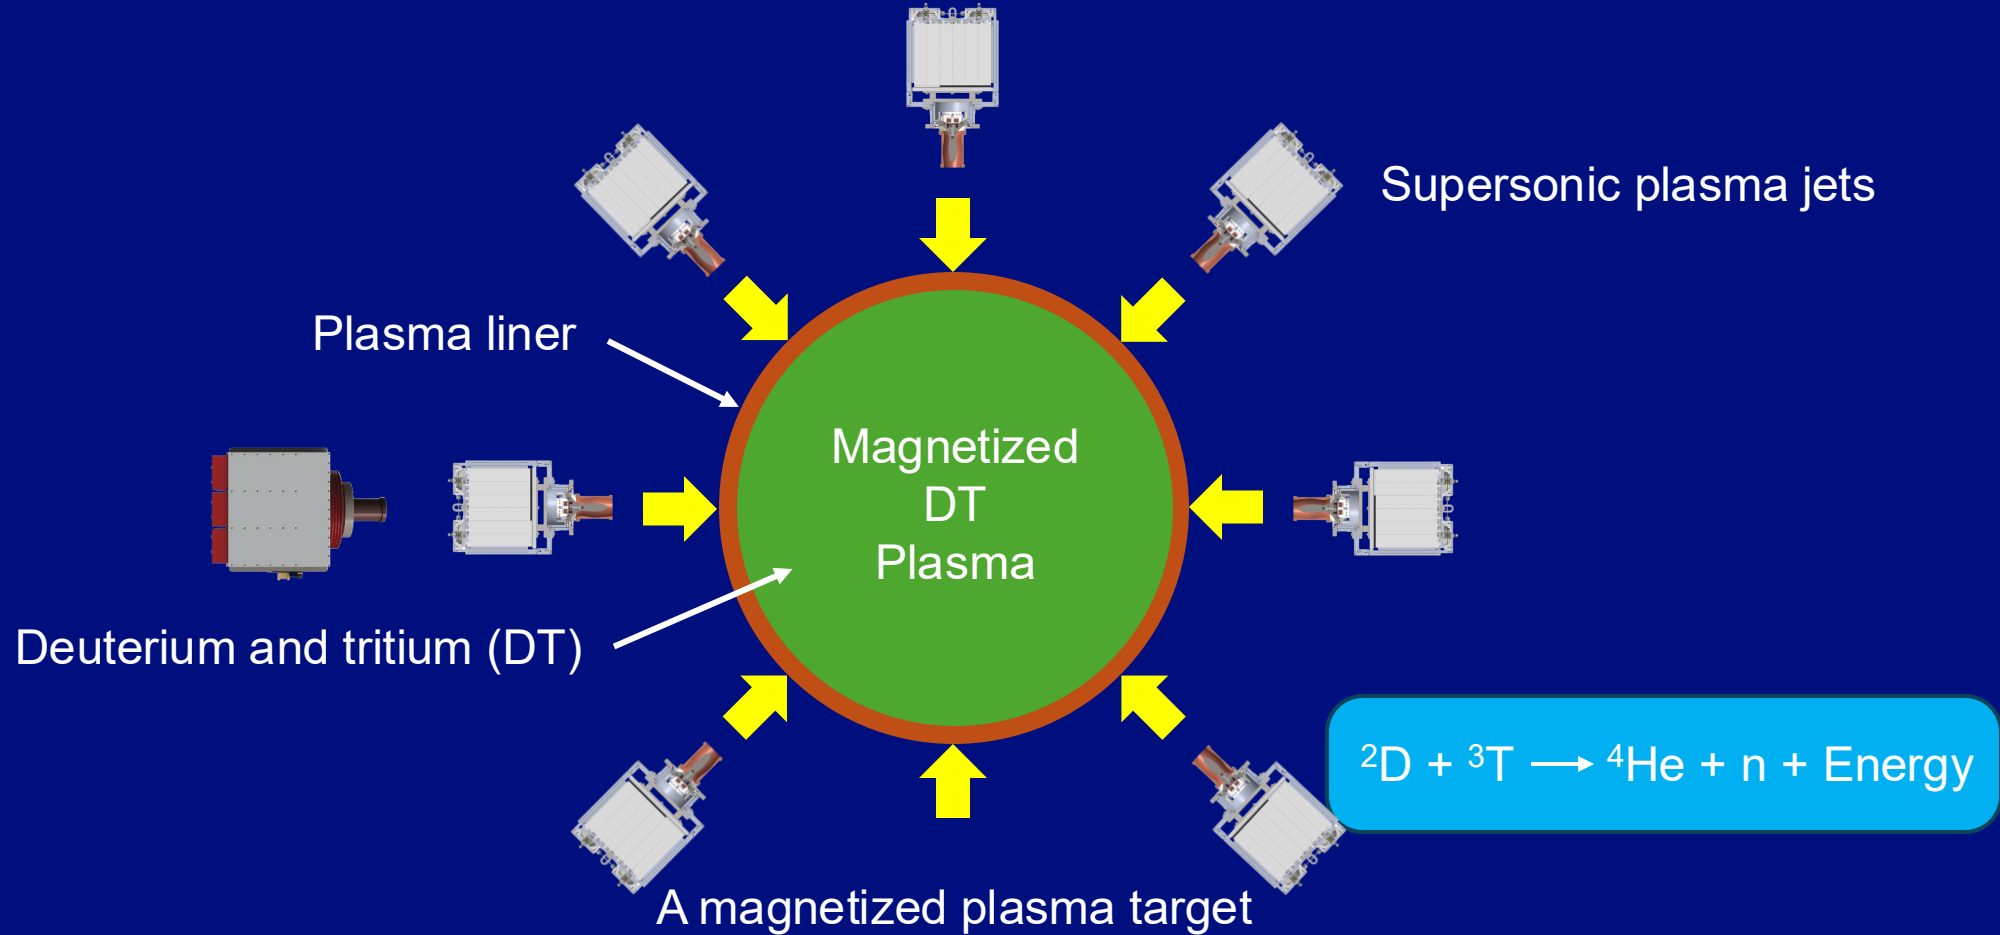 Supersonic plasma jets
Plasma liner
Magnetized
DT
Plasma
Deuterium and tritium (DT)
²D + ³T ⟶ ⁴He + n + Energy
A magnetized plasma target